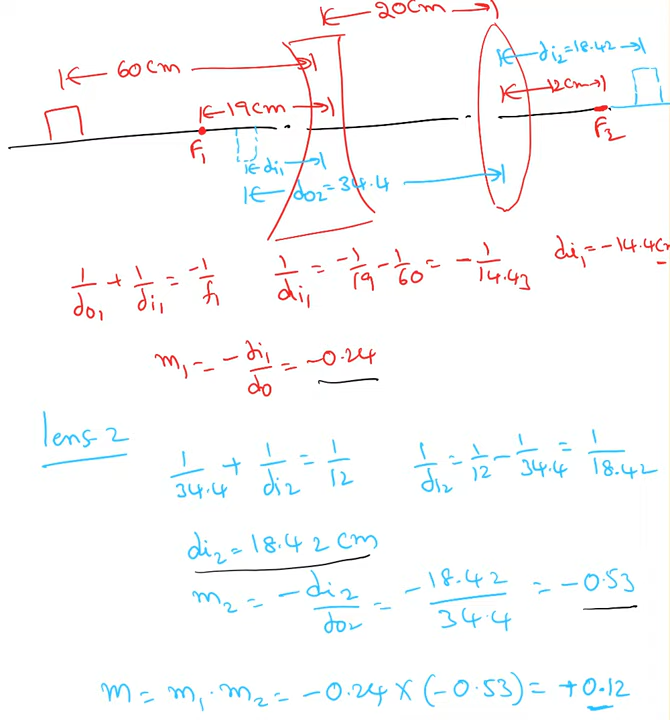 20cm
60cm
di2=18.42
19cm
12cm
F1
F2
di1
do2=34.4
1/do1 + 1/di1 = -1/f1    1/di1 = -1/19 - 1/60 = -1/14.43    di1 = -14.4cm
m1 = -di1/do = -0.24
lens-2
1/34.4 + 1/di2 = 1/12    1/di2 = 1/12 - 1/34.4 = 1/18.42
di2 = 18.42 cm
m2 = -di2/do2 = -18.42/34.4 = -0.53
m = m1 . m2 = -0.24 X (-0.53) = +0.12